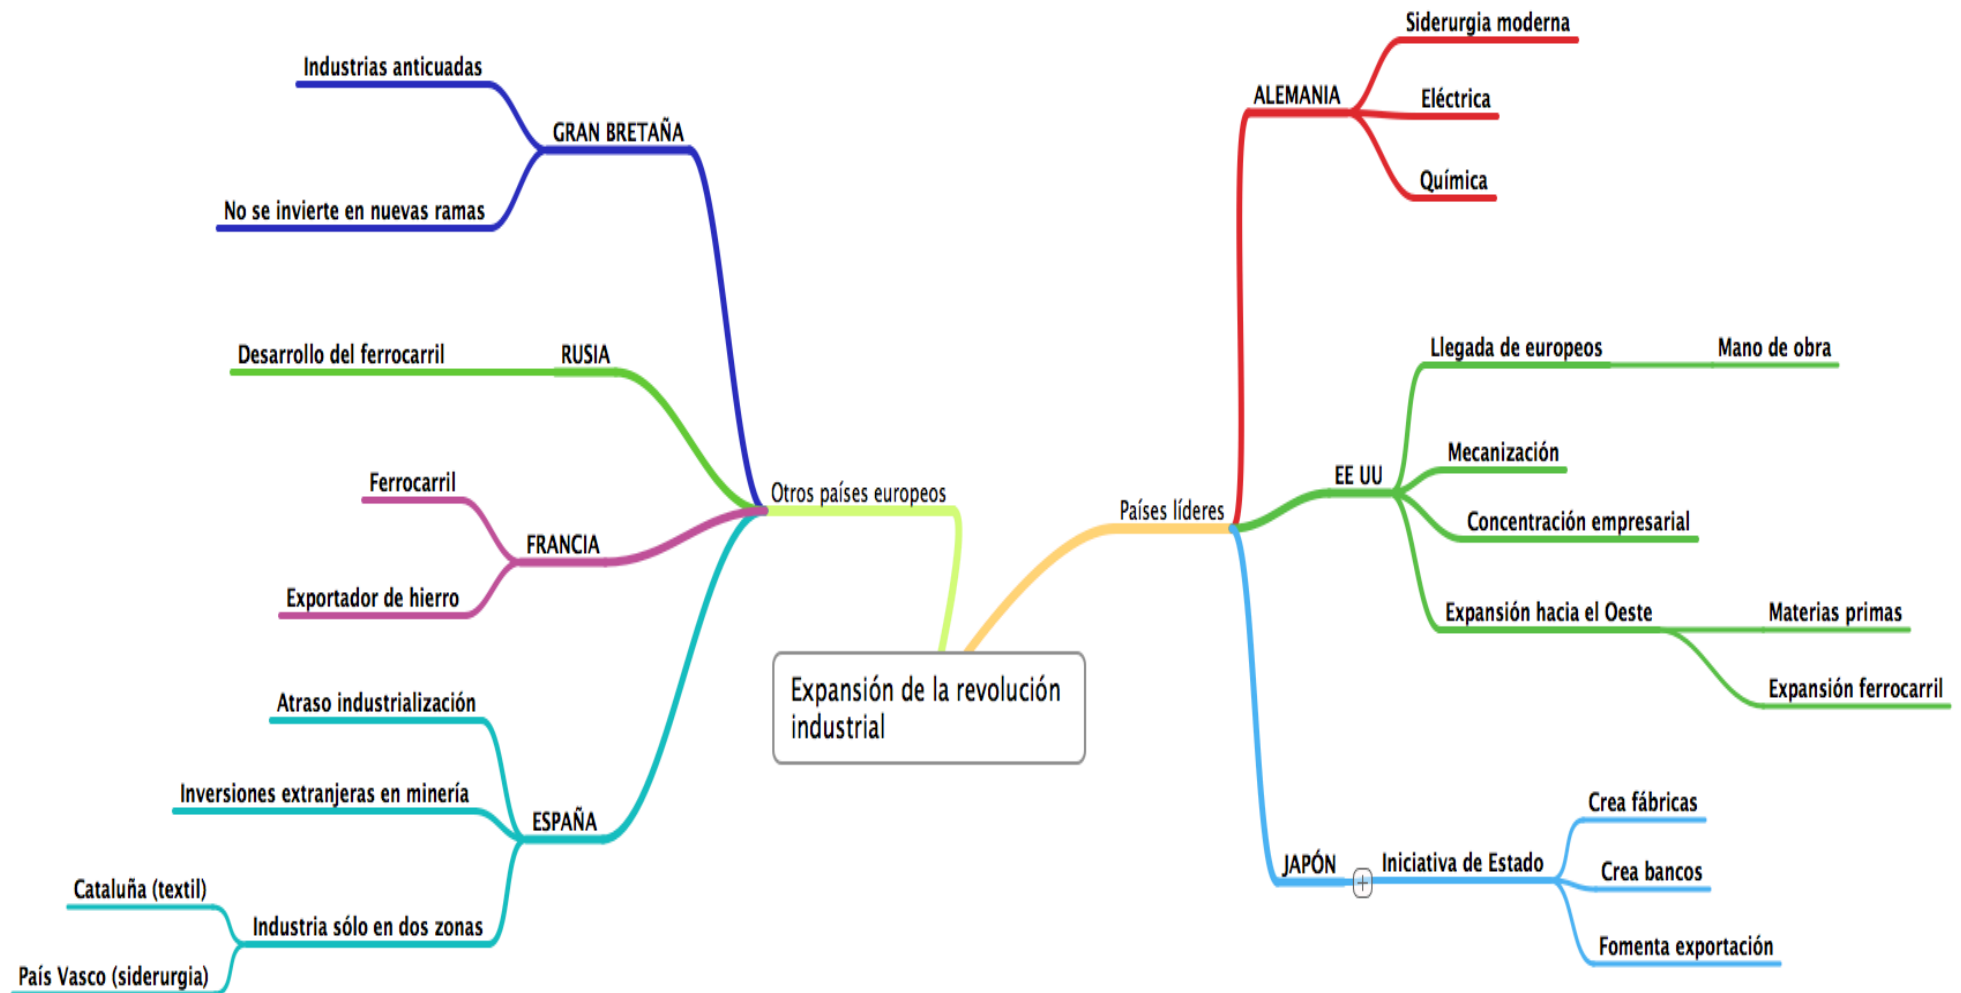 Expansión de la revolución
industrial
Otros países europeos
GRAN BRETAÑA
Industrias anticuadas
No se invierte en nuevas ramas
RUSIA
Desarrollo del ferrocarril
FRANCIA
Ferrocarril
Exportador de hierro
ESPAÑA
Atraso industrialización
Inversiones extranjeras en minería
Industria sólo en dos zonas
Cataluña (textil)
País Vasco (siderurgia)
Países líderes
ALEMANIA
Siderurgia moderna
Eléctrica
Química
EE UU
Llegada de europeos
Mano de obra
Mecanización
Concentración empresarial
Expansión hacia el Oeste
Materias primas
Expansión ferrocarril
JAPÓN
Iniciativa de Estado
Crea fábricas
Crea bancos
Fomenta exportación